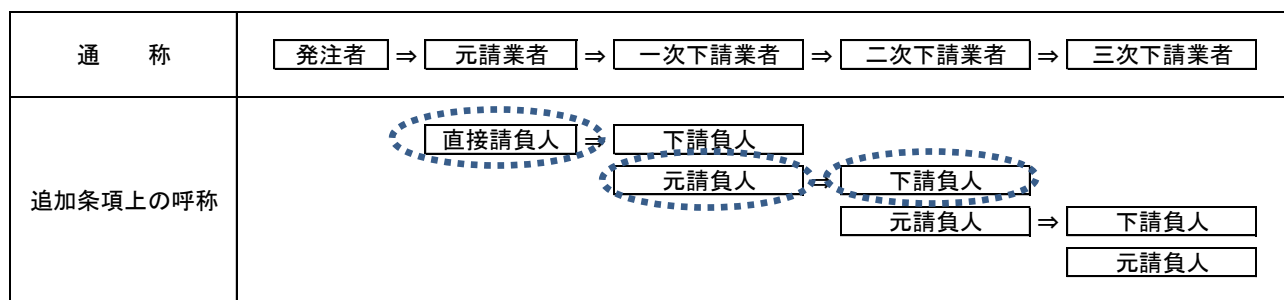 通　　称
発注者 ⇒ 元請業者 ⇒ 一次下請業者 ⇒ 二次下請業者 ⇒ 三次下請業者
追加条項上の呼称
直接請負人 ⇒ 下請負人
元請負人 ⇒ 下請負人
元請負人 ⇒ 下請負人
元請負人